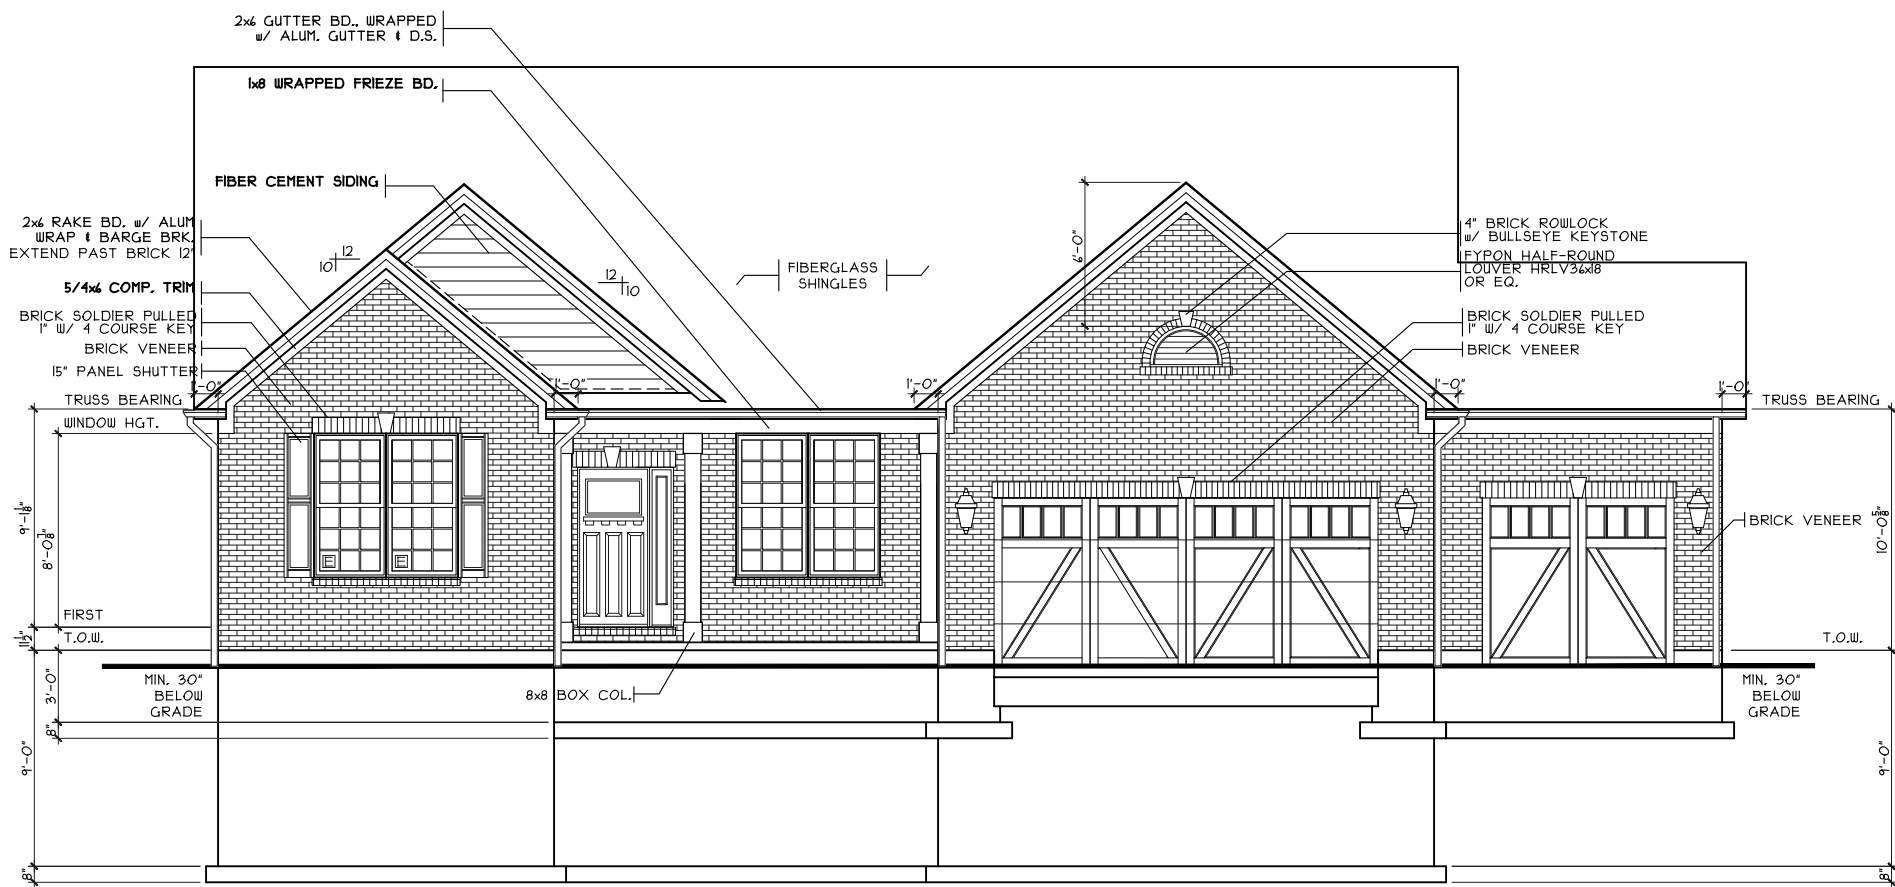 2x6 GUTTER BD., WRAPPED
w/ ALUM. GUTTER & D.S.
1x8 WRAPPED FRIEZE BD.
FIBER CEMENT SIDING
2x6 RAKE BD. w/ ALUM
WRAP & BARGE BRK.
EXTEND PAST BRICK 12"
5/4x6 COMP. TRIM
BRICK SOLDIER PULLED
1" W/ 4 COURSE KEY
BRICK VENEER
15" PANEL SHUTTER
1'-0"
TRUSS BEARING
WINDOW HGT.
12
10
12
10
FIBERGLASS
SHINGLES
1'-0"
1'-0"
6'-0"
4" BRICK ROWLOCK
w/ BULLSEYE KEYSTONE
FYPON HALF-ROUND
LOUVER HRLV36x18
OR EQ.
BRICK SOLDIER PULLED
1" W/ 4 COURSE KEY
BRICK VENEER
1'-0"
1'-0"
TRUSS BEARING
9'-1 1/8"
8'-0 7/8"
E
E
10'-0 5/8"
BRICK VENEER
FIRST
T.O.W.
11 1/2"
T.O.W.
MIN. 30"
BELOW
GRADE
3'-0"
8"
8x8 BOX COL.
MIN. 30"
BELOW
GRADE
9'-0"
9'-0"
8"
8"